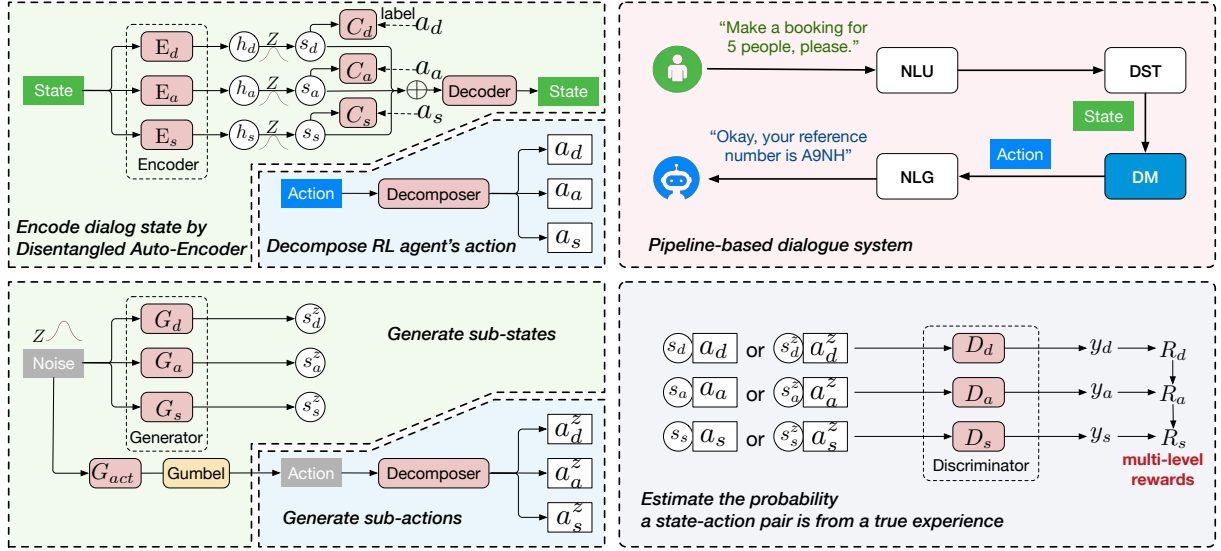 label
E_d
h_d
Z
s_d
C_d
a_d
State
E_a
h_a
Z
s_a
C_a
a_a
⊕
Decoder
State
E_s
h_s
Z
s_s
C_s
a_s
Encoder
Encode dialog state by
Disentangled Auto-Encoder
Action
Decomposer
a_d
a_a
a_s
Decompose RL agent's action
“Make a booking for
5 people, please.”
NLU
DST
State
“Okay, your reference
number is A9NH”
NLG
Action
DM
Pipeline-based dialogue system
Z
Noise
G_d
s_d^z
G_a
s_a^z
G_s
s_s^z
Generator
Generate sub-states
G_act
Gumbel
Action
Decomposer
a_d^z
a_a^z
a_s^z
Generate sub-actions
s_d a_d or s_d^z a_d^z D_d y_d R_d
s_a a_a or s_a^z a_a^z D_a y_a R_a
s_s a_s or s_s^z a_s^z D_s y_s R_s
Discriminator
multi-level
rewards
Estimate the probability
a state-action pair is from a true experience